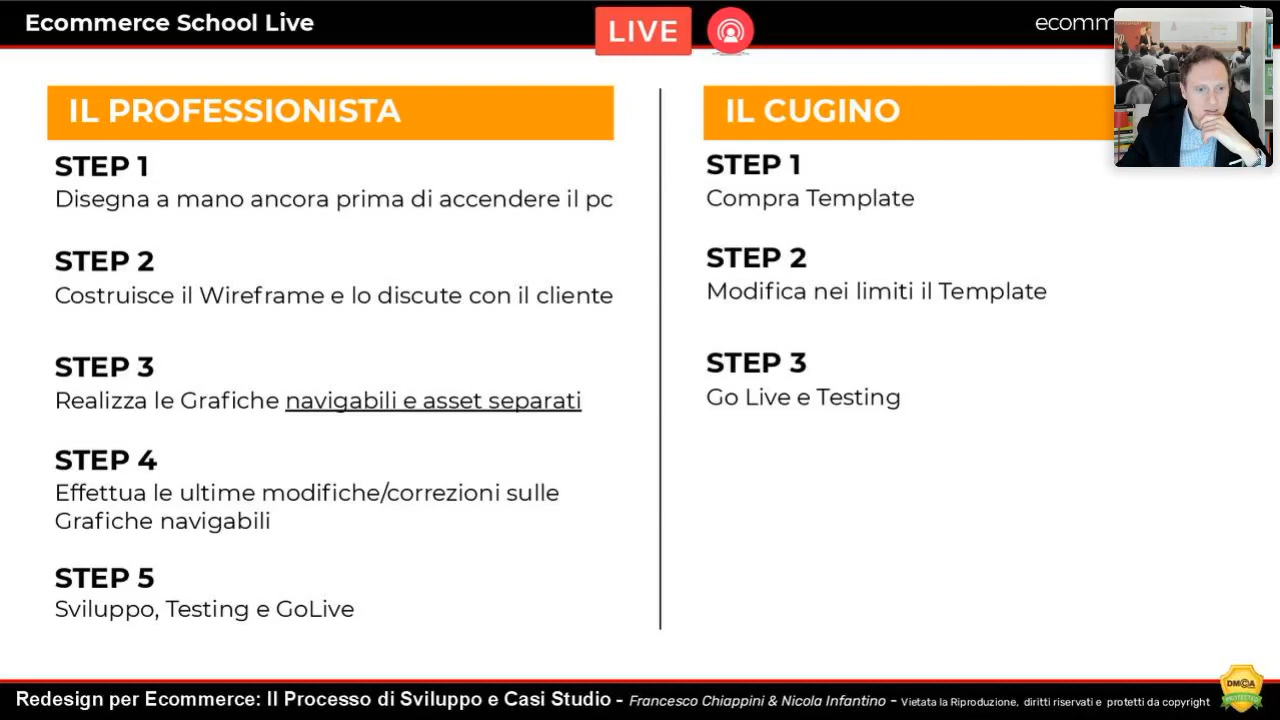 Ecommerce School Live
LIVE
ecomm
IL PROFESSIONISTA
STEP 1
Disegna a mano ancora prima di accendere il pc
STEP 2
Costruisce il Wireframe e lo discute con il cliente
STEP 3
Realizza le Grafiche navigabili e asset separati
STEP 4
Effettua le ultime modifiche/correzioni sulle
Grafiche navigabili
STEP 5
Sviluppo, Testing e GoLive
IL CUGINO
STEP 1
Compra Template
STEP 2
Modifica nei limiti il Template
STEP 3
Go Live e Testing
Redesign per Ecommerce: Il Processo di Sviluppo e Casi Studio - Francesco Chiappini & Nicola Infantino - Vietata la Riproduzione, diritti riservati e protetti da copyright
DMCA
PROTECTED